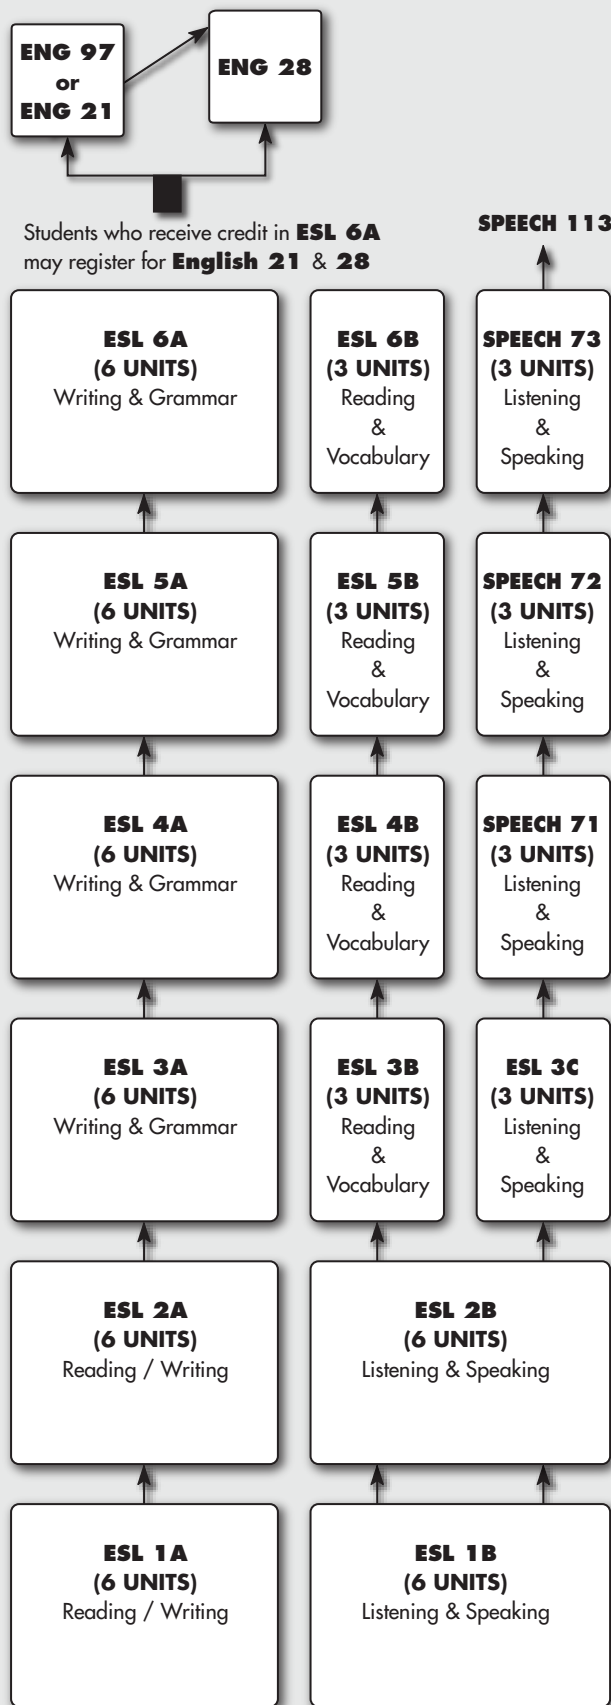 ENG 97
or
ENG 21
ENG 28
Students who receive credit in ESL 6A
may register for English 21 & 28
SPEECH 113
ESL 6A
(6 UNITS)
Writing & Grammar
ESL 6B
(3 UNITS)
Reading
&
Vocabulary
SPEECH 73
(3 UNITS)
Listening
&
Speaking
ESL 5A
(6 UNITS)
Writing & Grammar
ESL 5B
(3 UNITS)
Reading
&
Vocabulary
SPEECH 72
(3 UNITS)
Listening
&
Speaking
ESL 4A
(6 UNITS)
Writing & Grammar
ESL 4B
(3 UNITS)
Reading
&
Vocabulary
SPEECH 71
(3 UNITS)
Listening
&
Speaking
ESL 3A
(6 UNITS)
Writing & Grammar
ESL 3B
(3 UNITS)
Reading
&
Vocabulary
ESL 3C
(3 UNITS)
Listening
&
Speaking
ESL 2A
(6 UNITS)
Reading / Writing
ESL 2B
(6 UNITS)
Listening & Speaking
ESL 1A
(6 UNITS)
Reading / Writing
ESL 1B
(6 UNITS)
Listening & Speaking